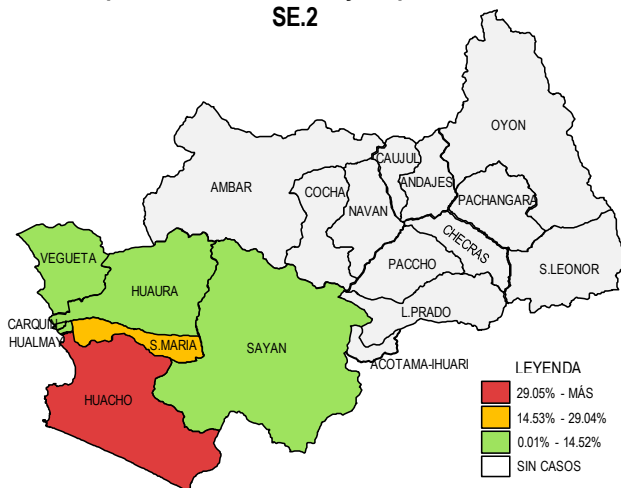 SE.2
OYON
CAUJUL
AMBAR
COCHA
ANDAJES
NAVAN
PACHANGARA
CHECRAS
VEGUETA
PACCHO
S.LEONOR
HUAURA
L.PRADO
CARQUIN
HUALMAY
S.MARIA
SAYAN
ACOTAMA-IHUARI
HUACHO
LEYENDA
29.05% - MÁS
14.53% - 29.04%
0.01% - 14.52%
SIN CASOS